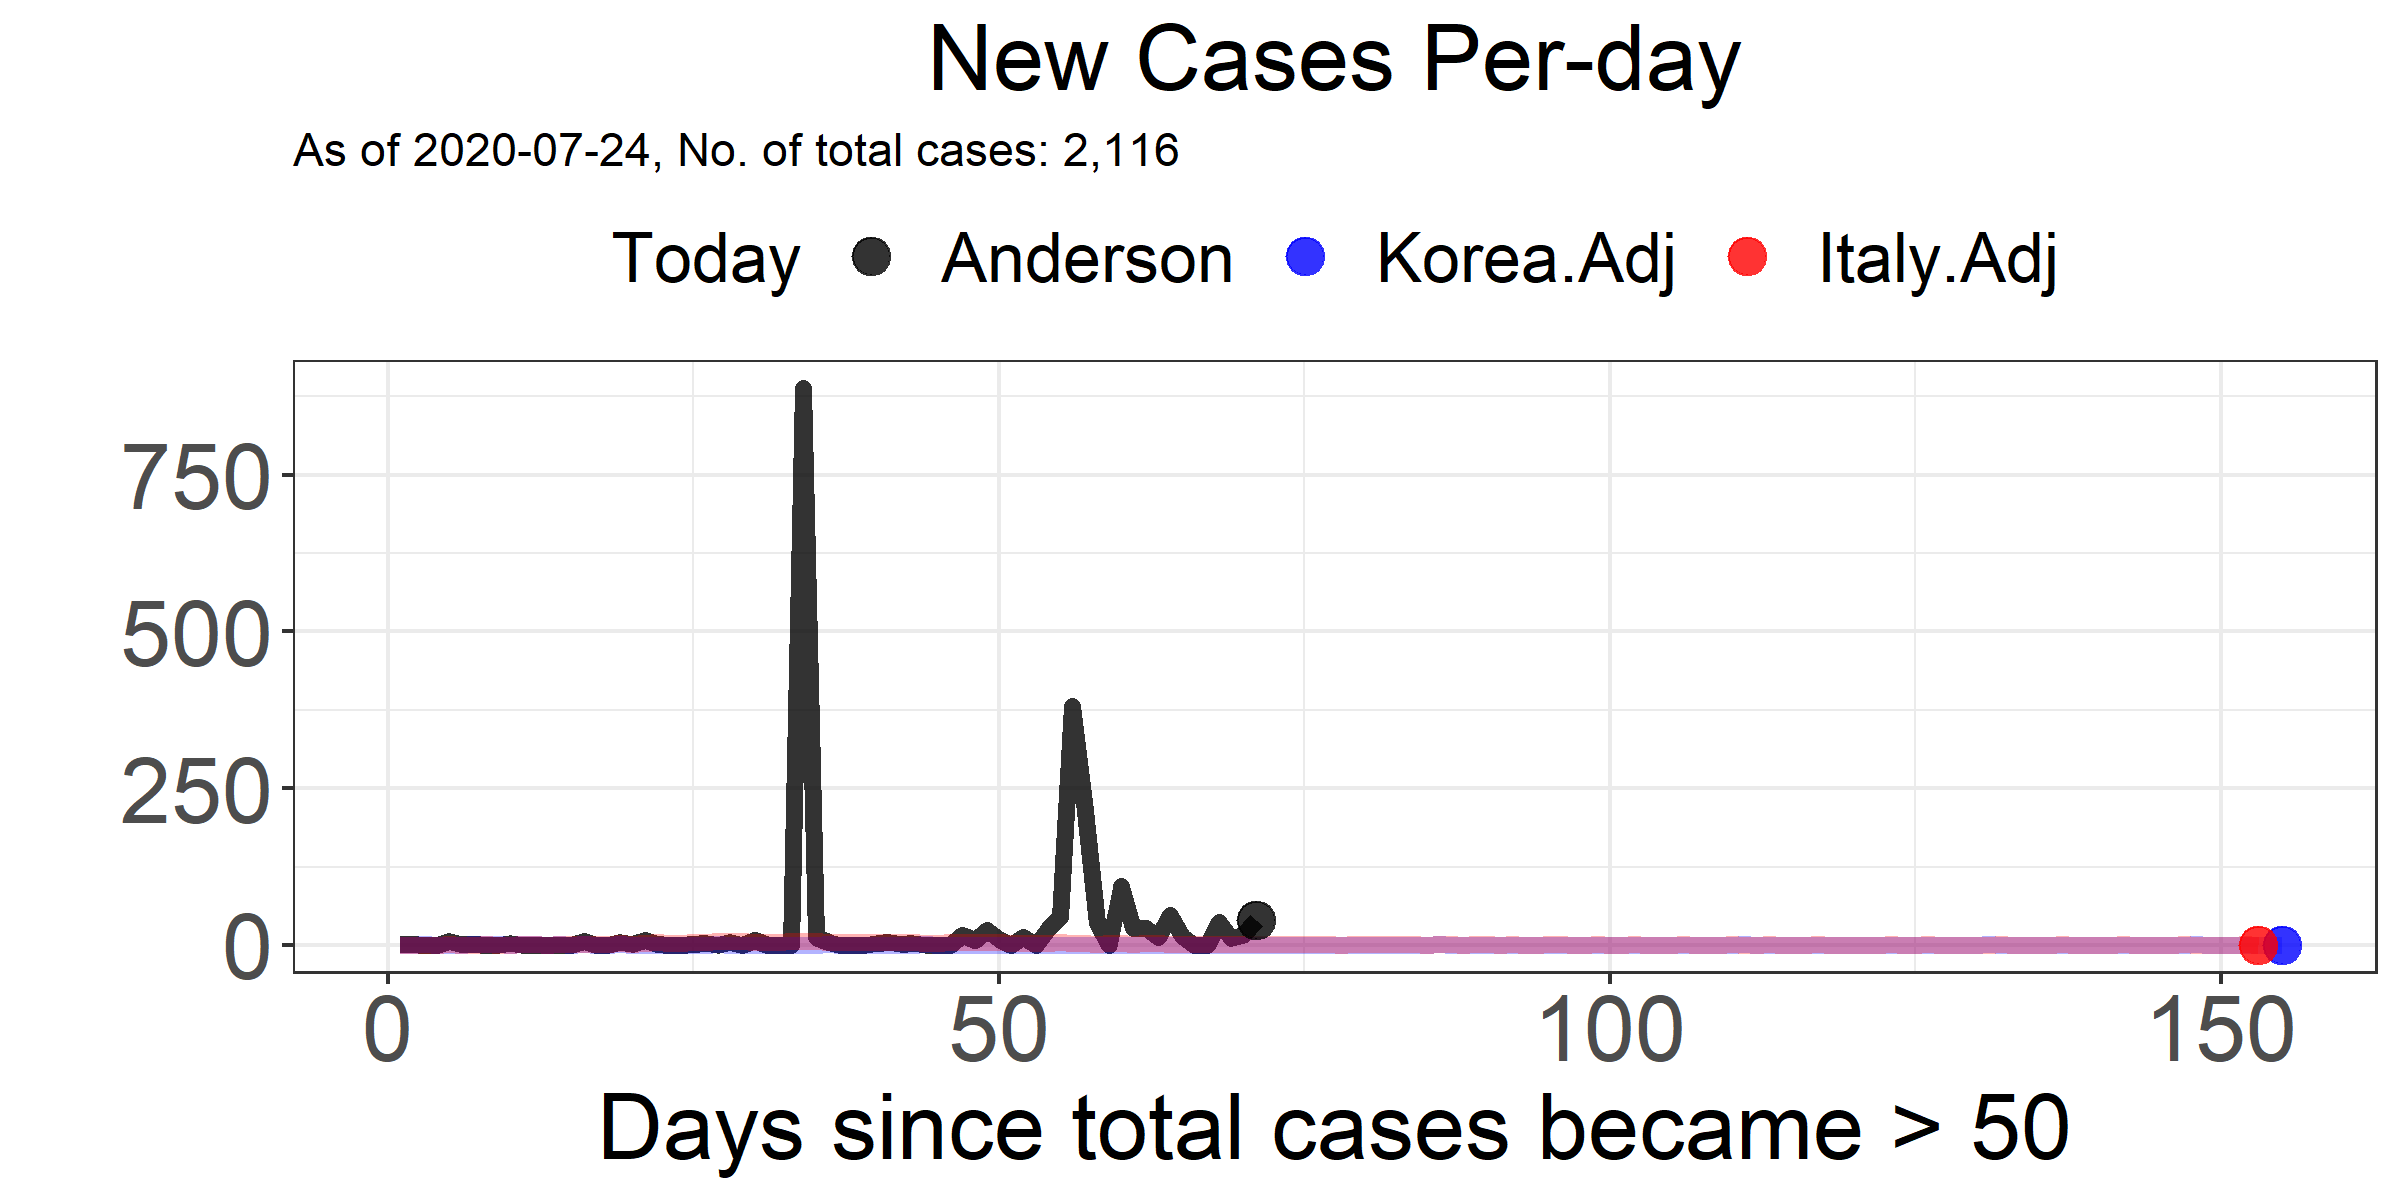 New Cases Per-day
As of 2020-07-24, No. of total cases: 2,116
Today Anderson Korea.Adj Italy.Adj
750
500
250
0
0 50 100 150
Days since total cases became > 50